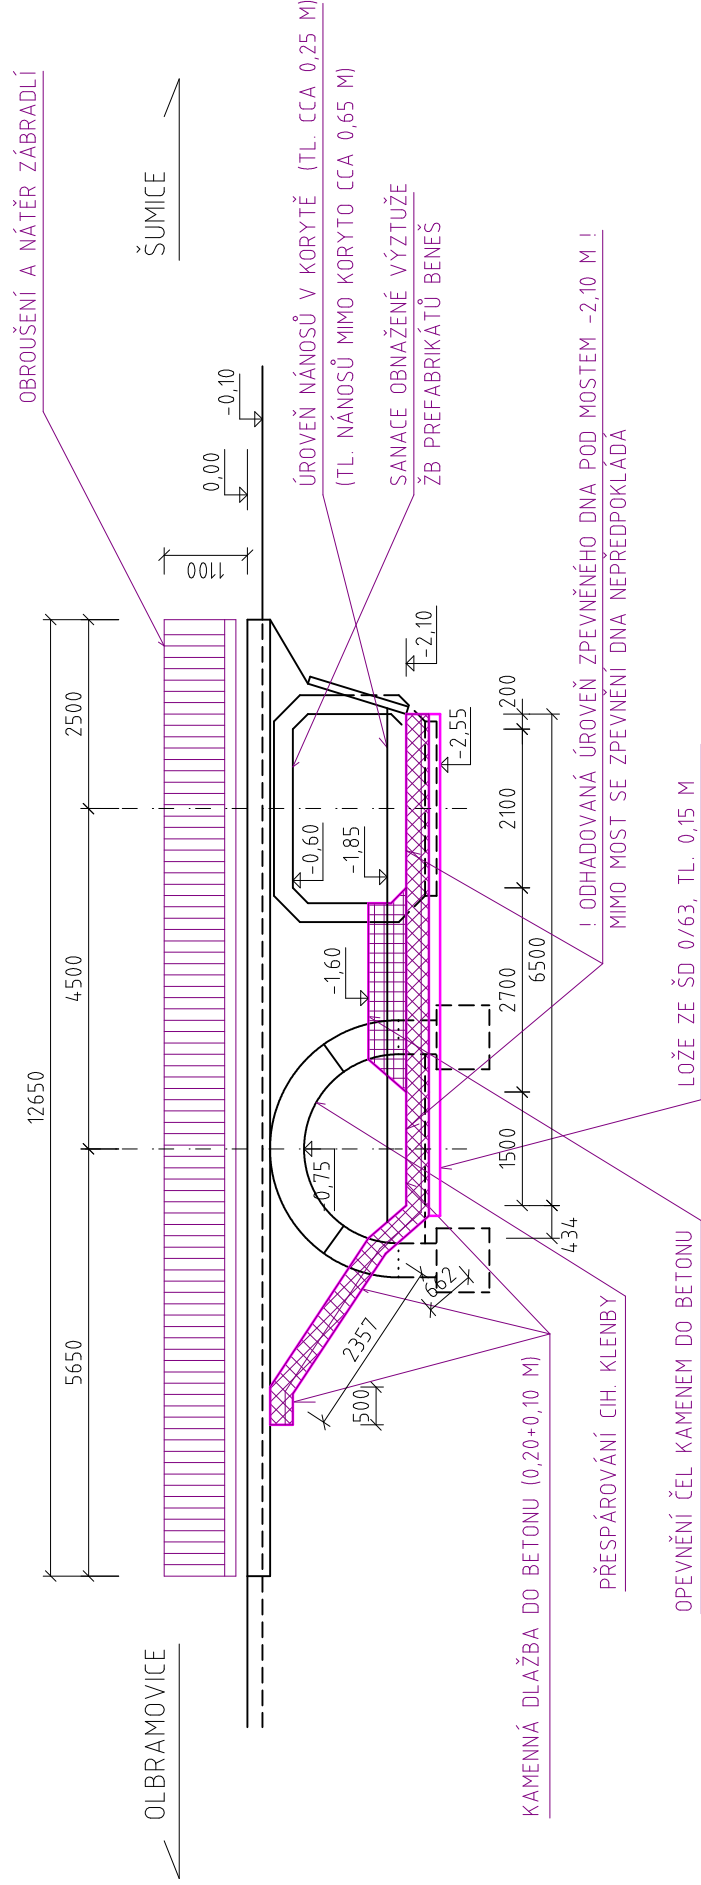 OLBRAMOVICE
ŠUMICE
OBROUŠENÍ A NÁTĚR ZÁBRADLÍ
12650
5650
4500
2500
1100
0,00
-0,10
ÚROVEŇ NÁNOSŮ V KORYTĚ (TL. CCA 0,25 M)
(TL. NÁNOSŮ MIMO KORYTO CCA 0,65 M)
SANACE OBNAŽENÉ VÝZTUŽE
ŽB PREFABRIKÁTŮ BENEŠ
-0,75
-1,60
-0,60
-1,85
-2,10
-2,55
500
2357
662
1500
2700
2100
200
434
6500
! ODHADOVANÁ ÚROVEŇ ZPEVNĚNÉHO DNA POD MOSTEM -2,10 M !
MIMO MOST SE ZPEVNĚNÍ DNA NEPŘEDPOKLÁDÁ
KAMENNÁ DLAŽBA DO BETONU (0,20+0,10 M)
PŘESPÁROVÁNÍ CIH. KLENBY
OPEVNĚNÍ ČEL KAMENEM DO BETONU
LOŽE ZE ŠD 0/63, TL. 0,15 M